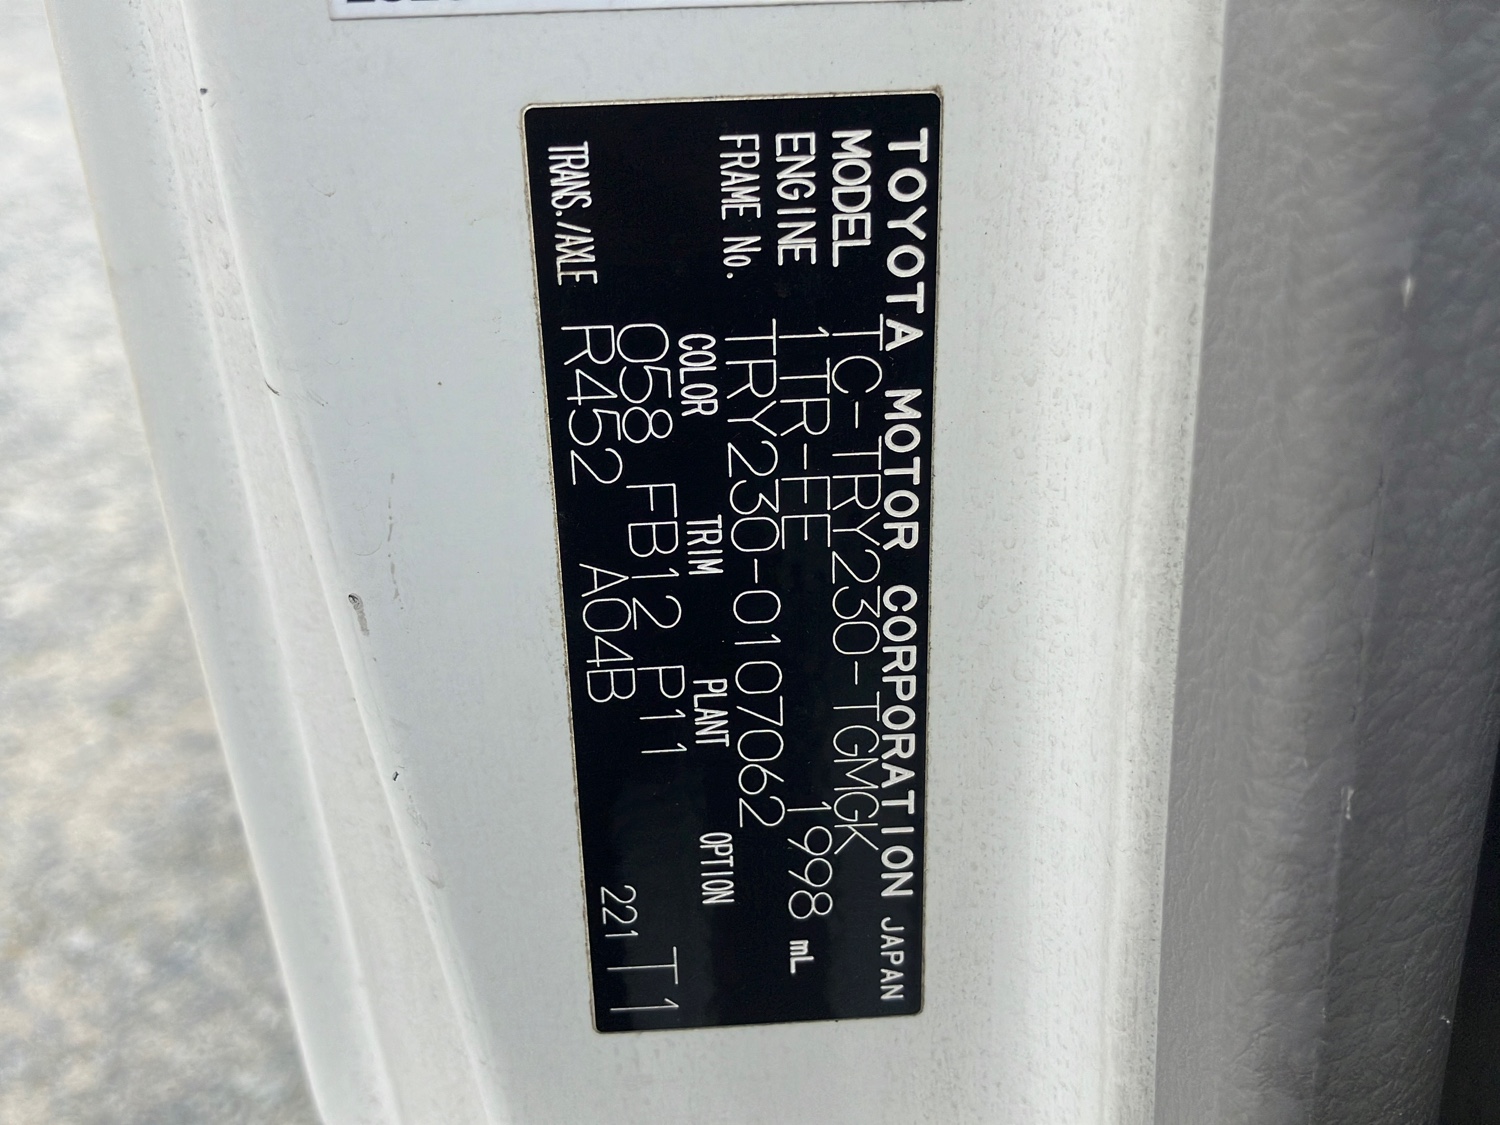 TOYOTA MOTOR CORPORATION JAPAN
MODEL TC-TRY230-TGMGK
ENGINE 1TR-FE 1998 mL
FRAME No. TRY230-0107062
COLOR TRIM PLANT OPTION
058 FB12 P11 T1
TRANS./AXLE R452 A04B 221 T